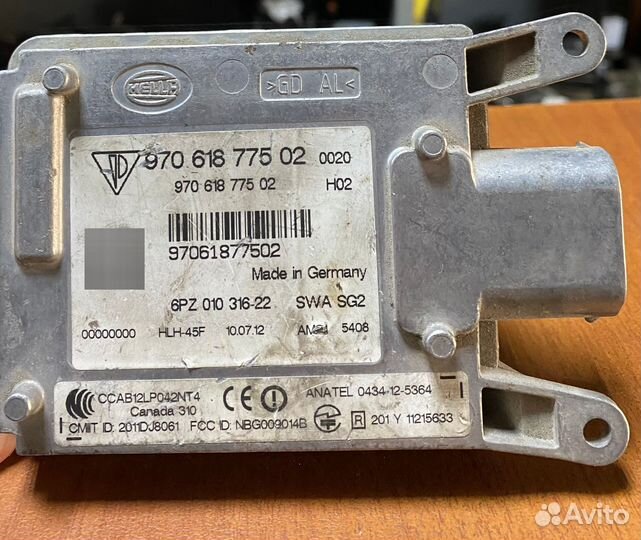 HELLA
>GD AL<
970 618 775 02 0020
970 618 775 02 H02
97061877502
Made in Germany
6PZ 010 316-22 SWA SG2
00000000 HLH-45F 10.07.12 AM21 5408
CCAB12LP042NT4
Canada 310
CE
ANATEL 0434-12-5364
CMIIT ID: 2011DJ8061 FCC ID: NBG009014B R 201 Y 11215633
Avito